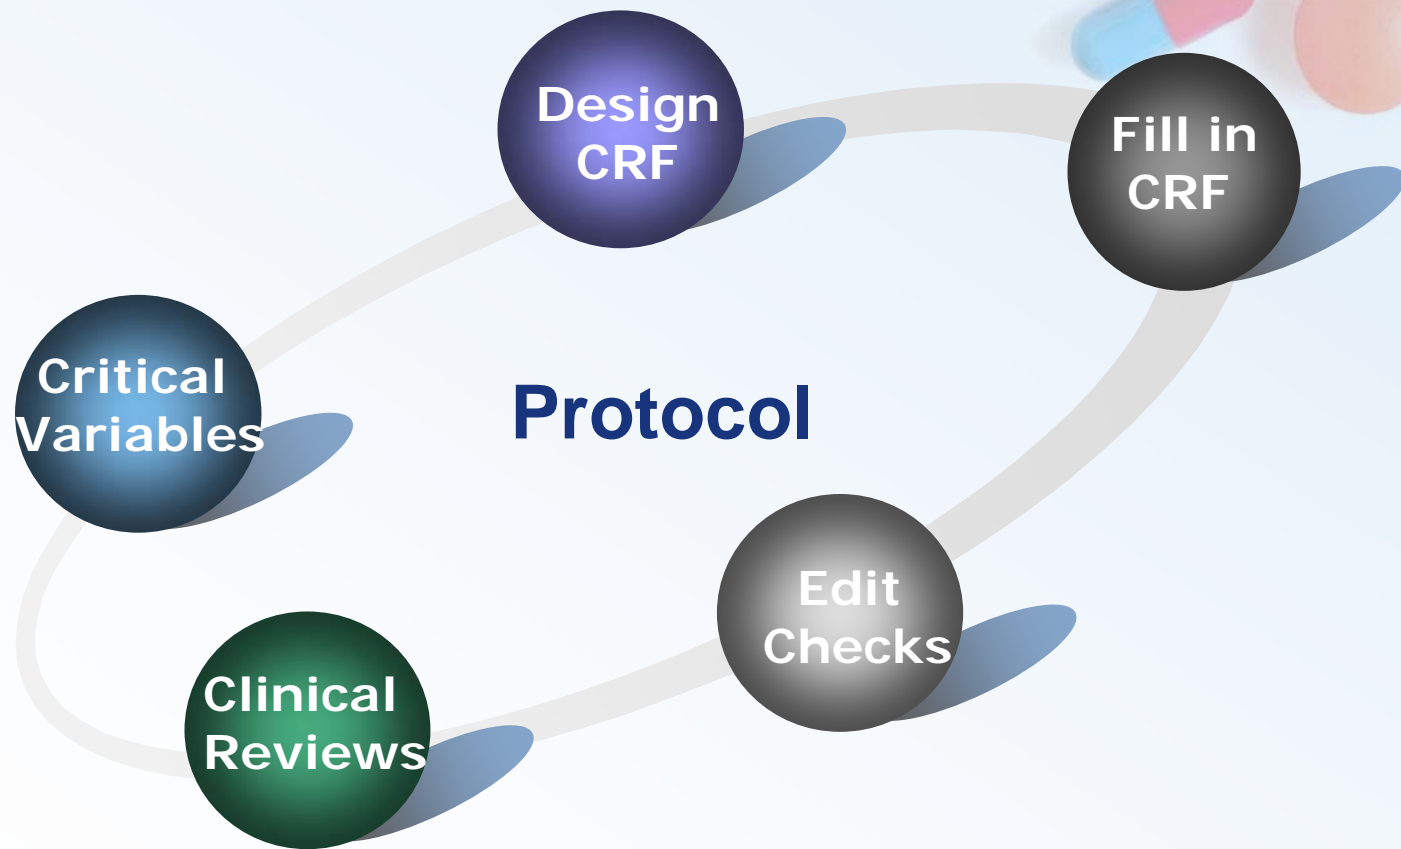 Design
CRF
Fill in
CRF
Critical
Variables
Protocol
Edit
Checks
Clinical
Reviews